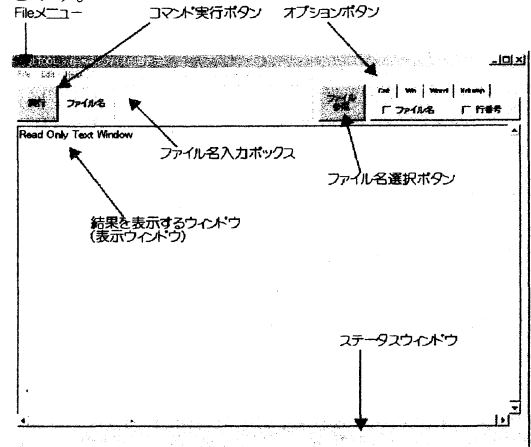 Fileメニュー
コマンド実行ボタン
オプションボタン
File Edit
実行
ファイル名
ファイル
Cat
Wn
Word
ファイル名
行番号
Read Only Text Window
ファイル名入力ボックス
ファイル名選択ボタン
結果を表示するウィンドウ
(表示ウィンドウ)
ステータスウィンドウ